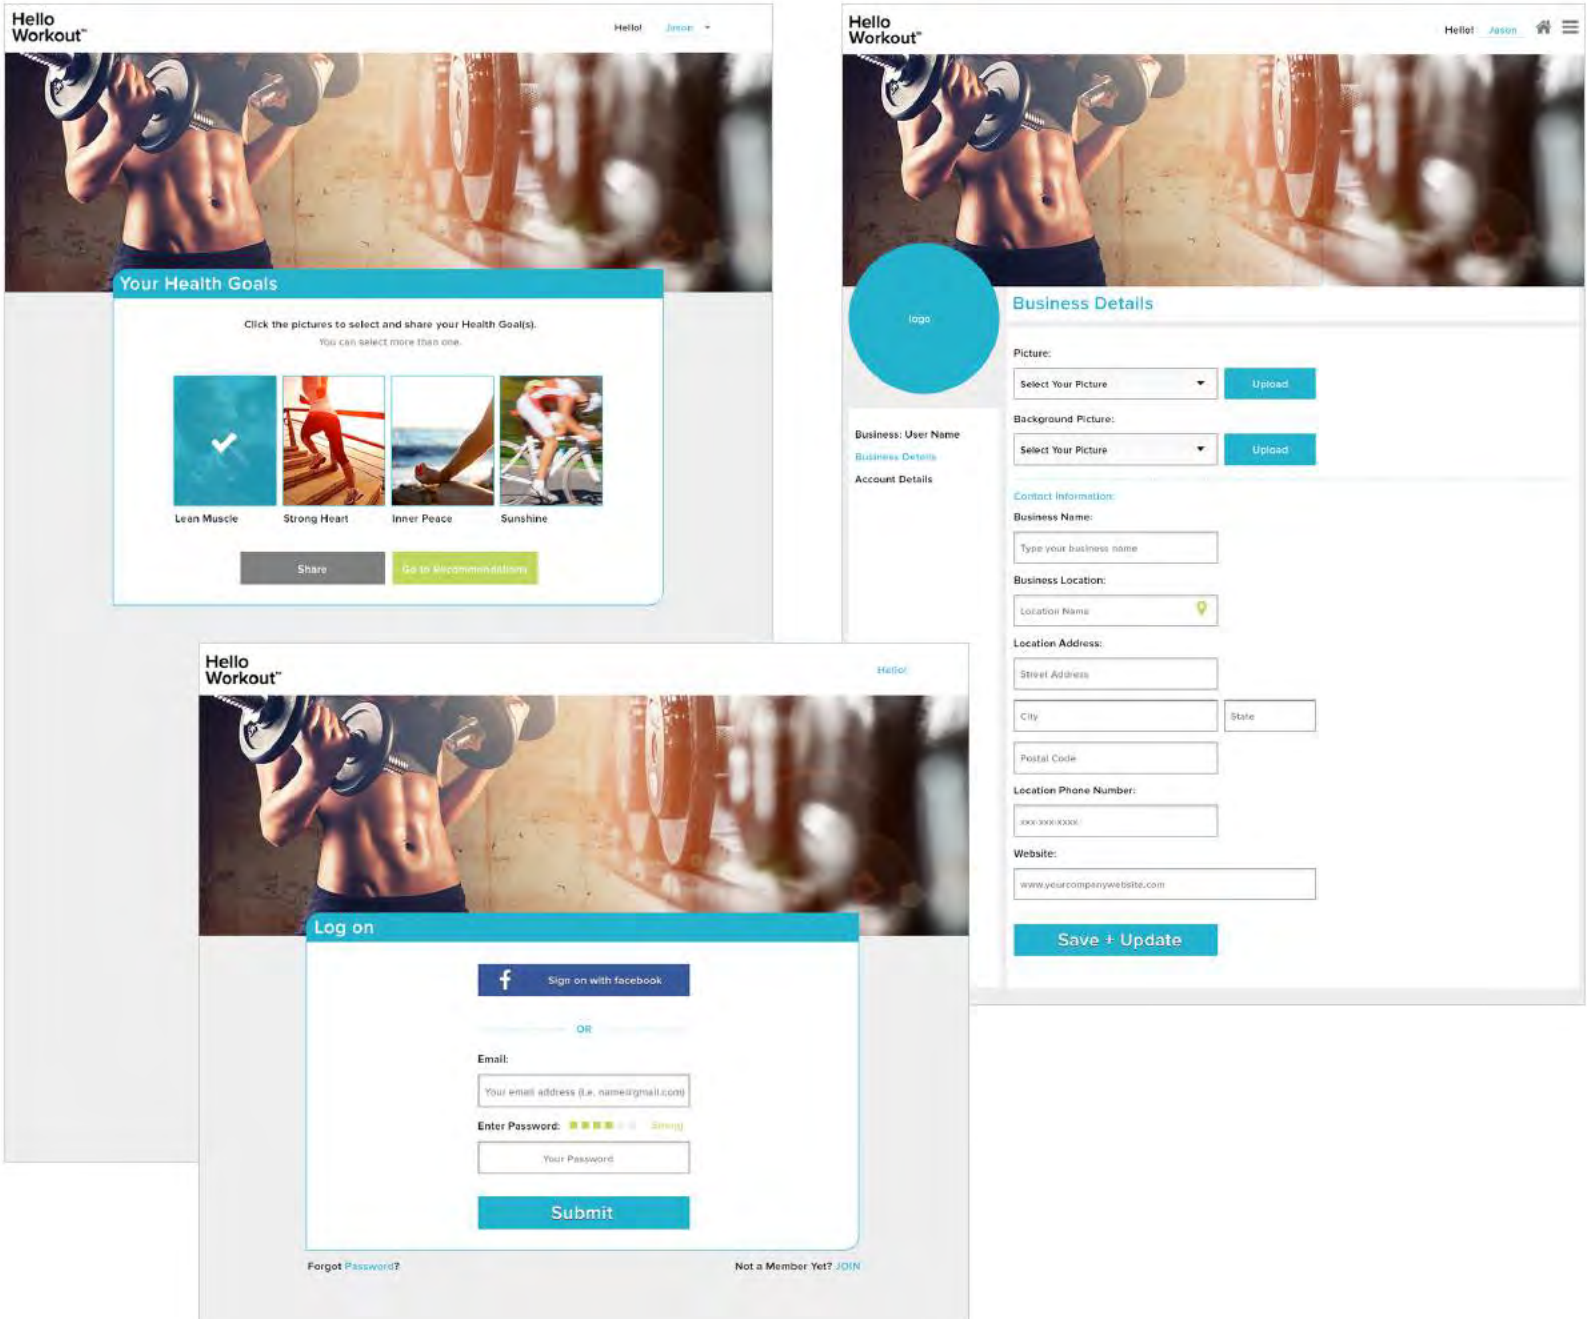 Hello
Workout™
Hello! Jason
Your Health Goals
Click the pictures to select and share your Health Goal(s).
You can select more than one.
Lean Muscle
Strong Heart
Inner Peace
Sunshine
Share
Go to Recommendations
Hello
Workout™
Hello! Jason
logo
Business: User Name
Business Details
Account Details
Business Details
Picture:
Select Your Picture
Upload
Background Picture:
Select Your Picture
Upload
Contact Information:
Business Name:
Type your business name
Business Location:
Location Name
Location Address:
Street Address
City
State
Postal Code
Location Phone Number:
xxx-xxx-xxxx
Website:
www.yourcompanywebsite.com
Save + Update
Hello
Workout™
Hello!
Log on
f Sign on with facebook
OR
Email:
Your email address (i.e. name@gmail.com)
Enter Password: Strong
Your Password
Submit
Forgot Password?
Not a Member Yet? JOIN